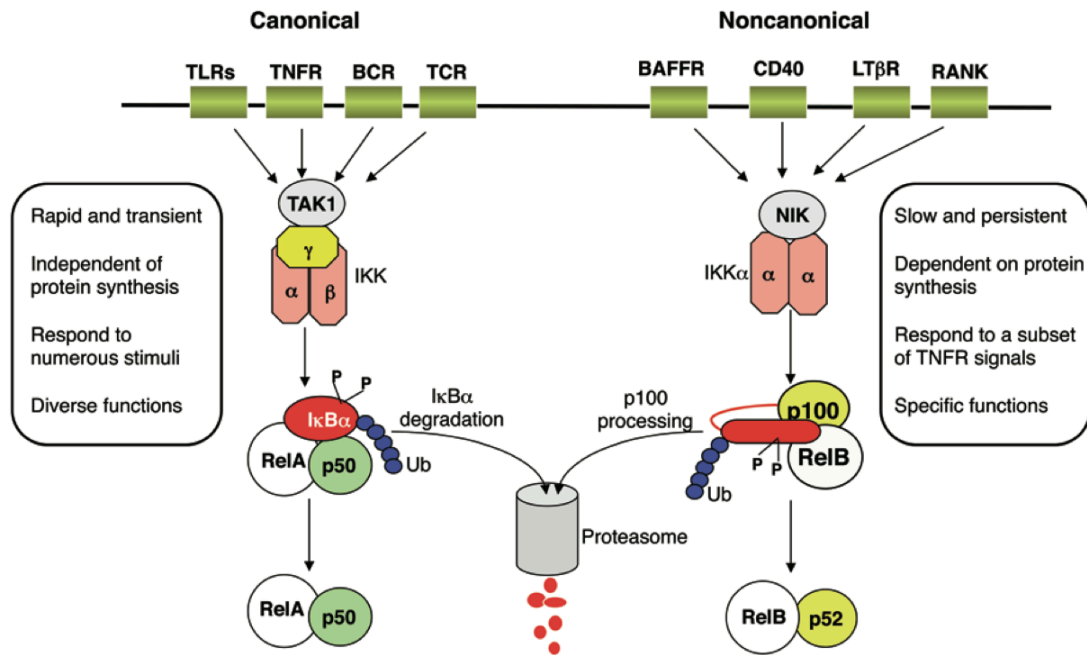 Canonical
Noncanonical
TLRs
TNFR
BCR
TCR
BAFFR
CD40
LTβR
RANK
Rapid and transient
Independent of
protein synthesis
Respond to
numerous stimuli
Diverse functions
TAK1
γ
α
β
IKK
NIK
IKKα
α
α
Slow and persistent
Dependent on protein
synthesis
Respond to a subset
of TNFR signals
Specific functions
P
P
IκBα
RelA
p50
Ub
IκBα
degradation
p100
processing
p100
RelB
P
P
Ub
Proteasome
RelA
p50
RelB
p52